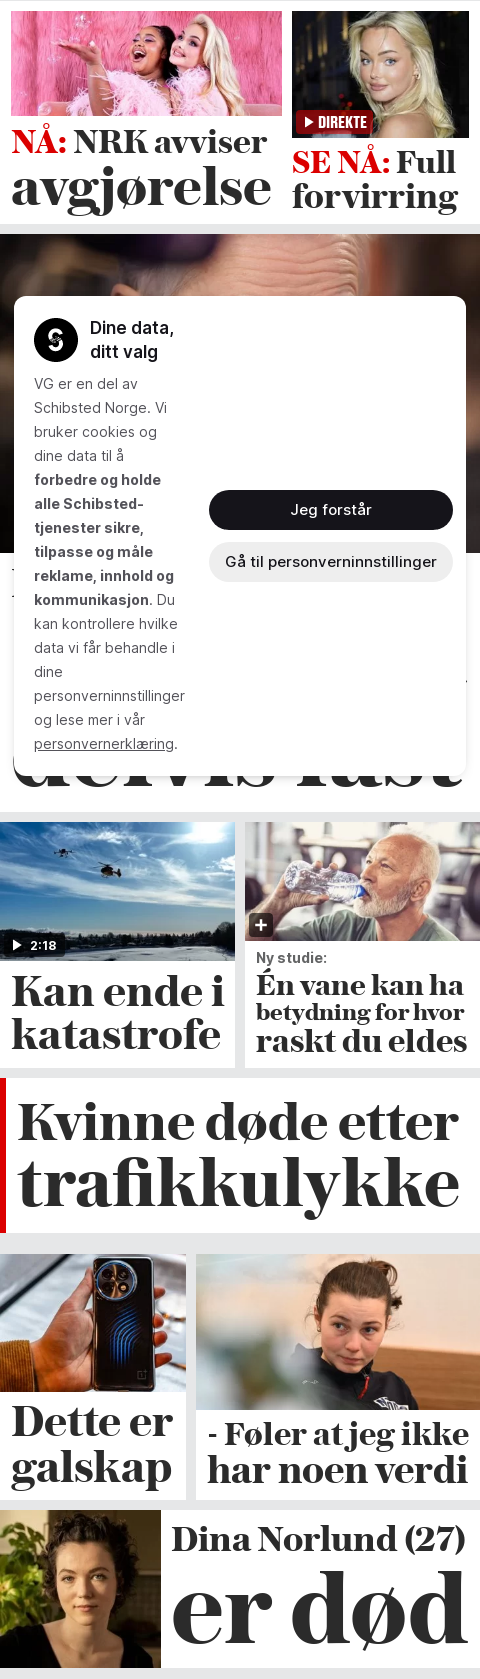 NÅ: NRK avviser
avgjørelse
DIREKTE
SE NÅ: Full
forvirring
Dine data,
ditt valg
VG er en del av
Schibsted Norge. Vi
bruker cookies og
dine data til å
forbedre og holde
alle Schibsted-
tjenester sikre,
tilpasse og måle
reklame, innhold og
kommunikasjon. Du
kan kontrollere hvilke
data vi får behandle i
dine
personverninnstillinger
og lese mer i vår
personvernerklæring.
Jeg forstår
Gå til personverninnstillinger
delvis fast
2:18
Kan ende i
katastrofe
Ny studie:
Én vane kan ha
betydning for hvor
raskt du eldes
Kvinne døde etter
trafikkulykke
Dette er
galskap
- Føler at jeg ikke
har noen verdi
Dina Norlund (27)
er død